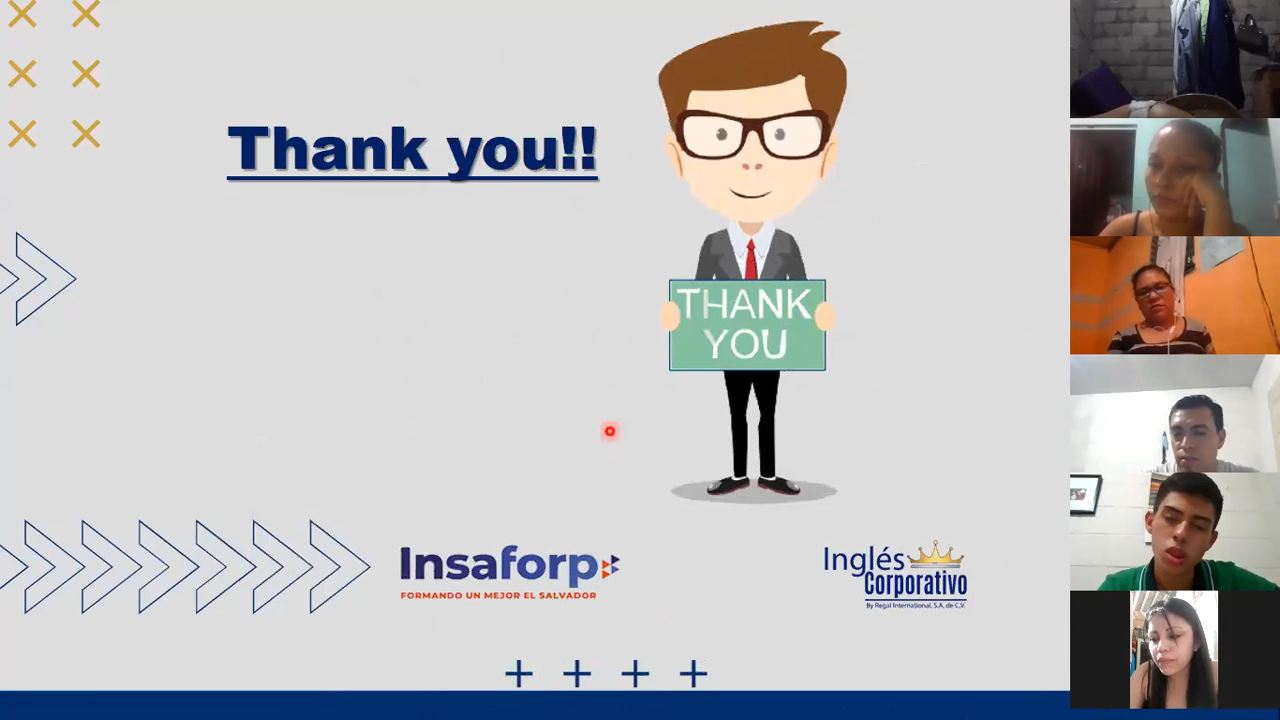 Thank you!!
THANK
YOU
Insaforp
FORMANDO UN MEJOR EL SALVADOR
Inglés
Corporativo
By Regal International, S.A. de C.V.